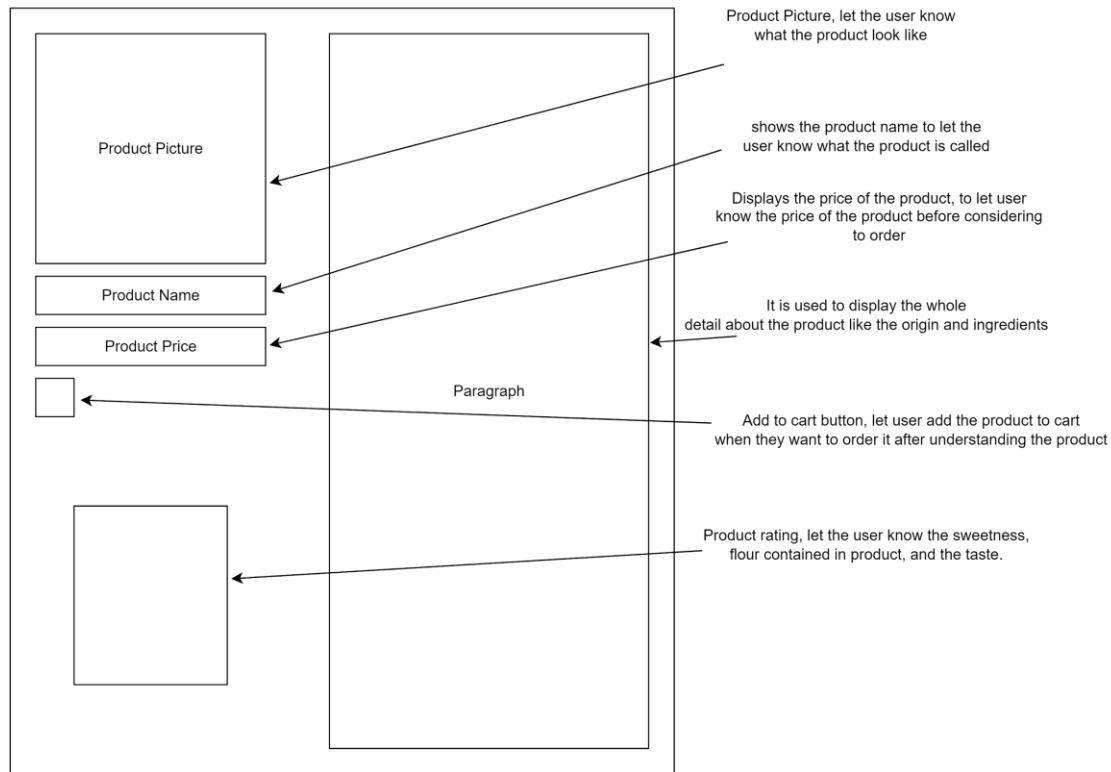 Product Picture
Product Name
Product Price
Paragraph
Product Picture, let the user know
what the product look like
shows the product name to let the
user know what the product is called
Displays the price of the product, to let user
know the price of the product before considering
to order
It is used to display the whole
detail about the product like the origin and ingredients
Add to cart button, let user add the product to cart
when they want to order it after understanding the product
Product rating, let the user know the sweetness,
flour contained in product, and the taste.